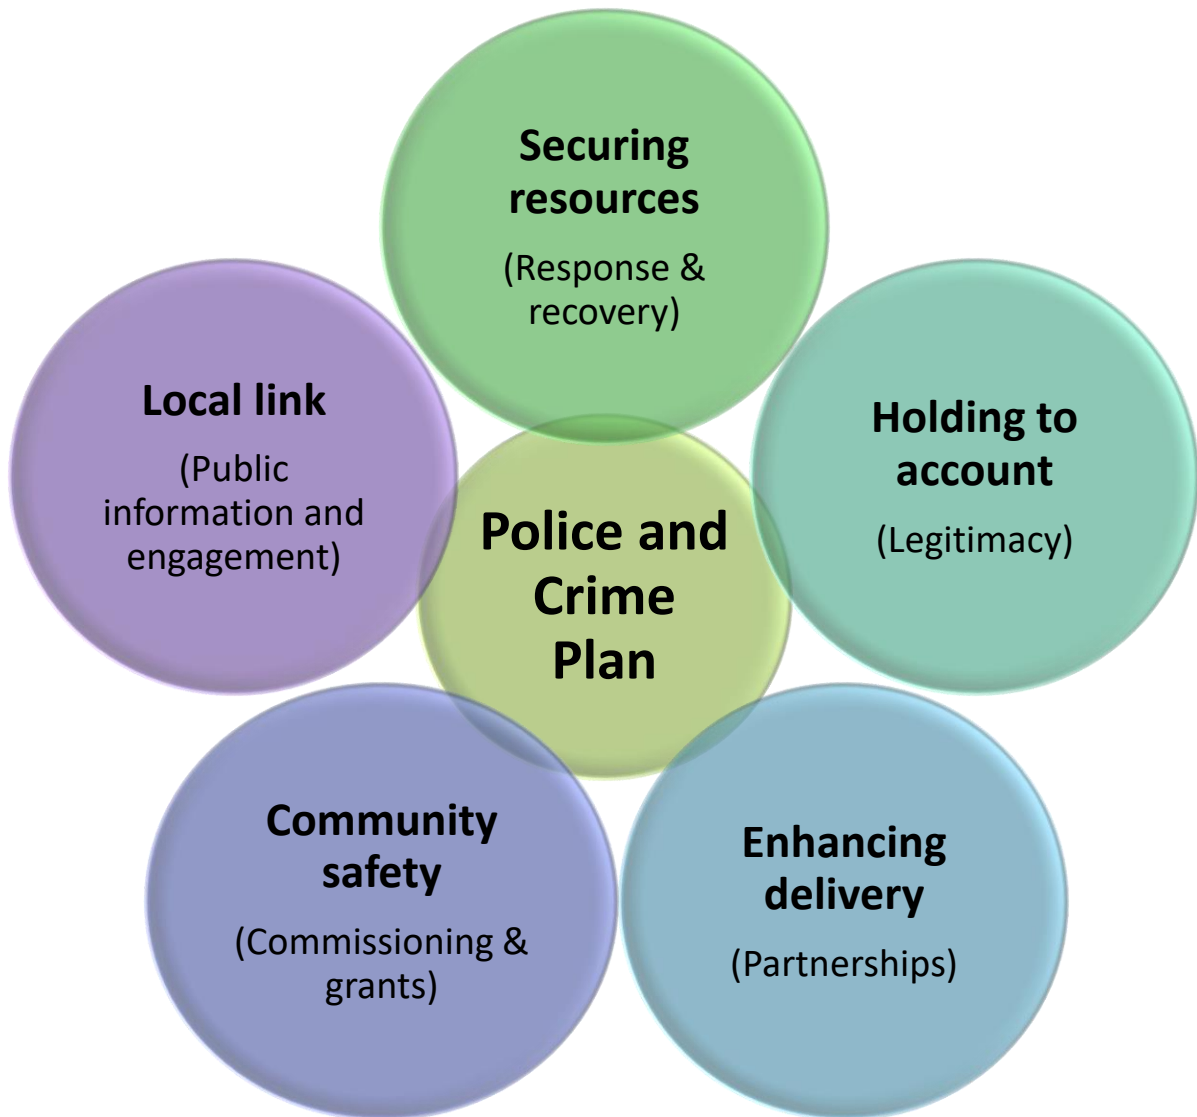 Securing
resources
(Response &
recovery)
Local link
(Public
information and
engagement)
Holding to
account
(Legitimacy)
Police and
Crime
Plan
Community
safety
(Commissioning &
grants)
Enhancing
delivery
(Partnerships)